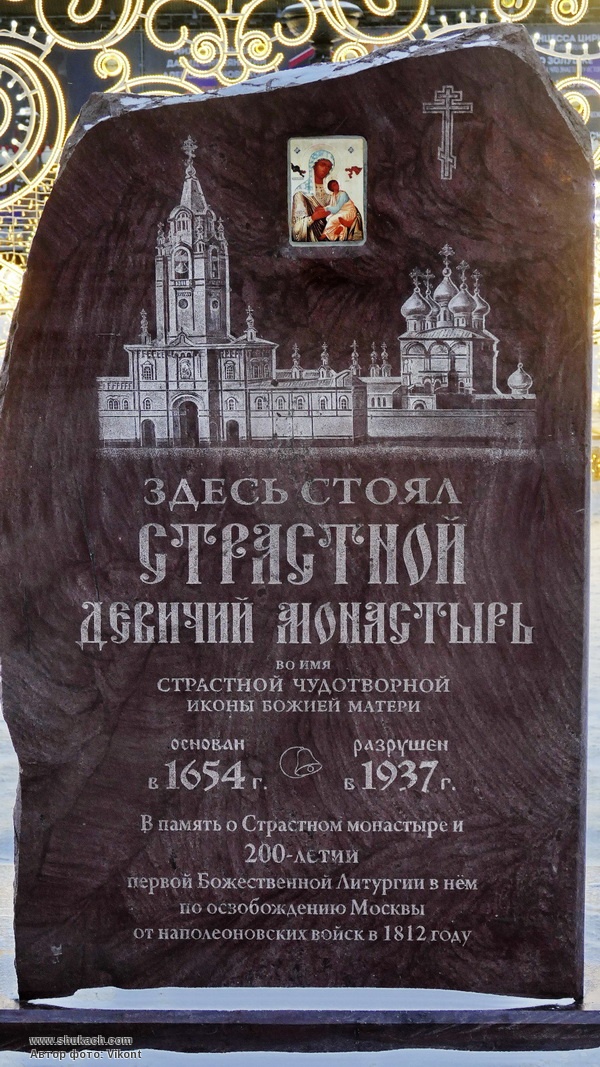 ЗДЕСЬ СТОЯЛ
СТРАСТНОЙ
ДЕВИЧИЙ МОНАСТЫРЬ
ВО ИМЯ
СТРАСТНОЙ ЧУДОТВОРНОЙ
ИКОНЫ БОЖИЕЙ МАТЕРИ
основан
в 1654 г.
разрушен
в 1937 г.
В память о Страстном монастыре и
200-летии
первой Божественной Литургии в нём
по освобождению Москвы
от наполеоновских войск в 1812 году
www.shukach.com
Автор фото: Vikont